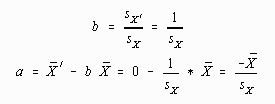 b = s_X' / s_X = 1 / s_X
a = X̄' - b X̄ = 0 - 1 / s_X * X̄ = -X̄ / s_X